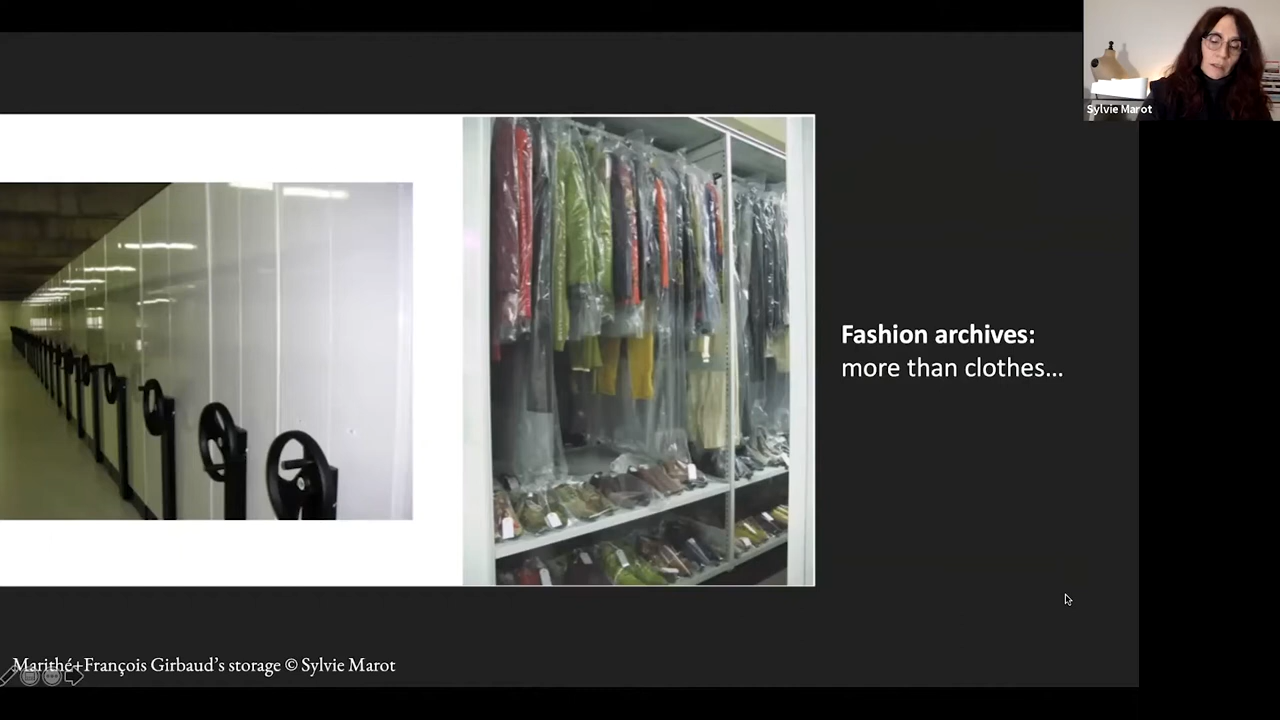 Sylvie Marot
Fashion archives:
more than clothes...
Marithé+François Girbaud's storage © Sylvie Marot